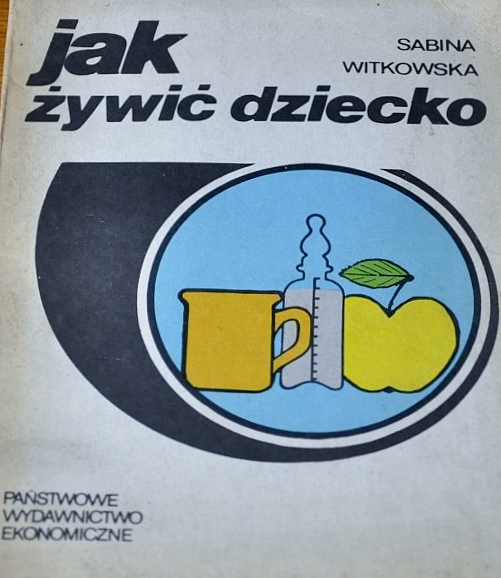 jak
SABINA
WITKOWSKA
żywić dziecko
PAŃSTWOWE
WYDAWNICTWO
EKONOMICZNE